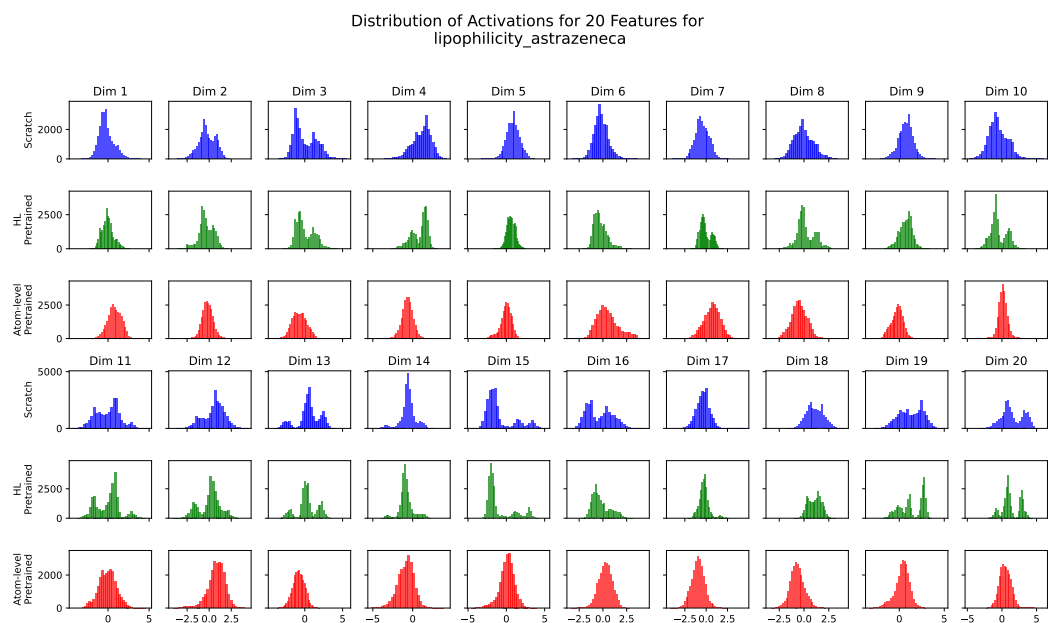 Distribution of Activations for 20 Features for
lipophilicity_astrazeneca
Dim 1 Dim 2 Dim 3 Dim 4 Dim 5 Dim 6 Dim 7 Dim 8 Dim 9 Dim 10
Scratch
2000
0
HL
Pretrained
2500
0
Atom-level
Pretrained
2500
0
Dim 11 Dim 12 Dim 13 Dim 14 Dim 15 Dim 16 Dim 17 Dim 18 Dim 19 Dim 20
Scratch
5000
0
HL
Pretrained
2500
0
Atom-level
Pretrained
2000
0
0 5 −2.5 0.0 2.5 0 5 −5 0 −5 0 5 −2.5 0.0 2.5 −2.5 0.0 2.5 −2.5 0.0 2.5 0 5 −5 0 5